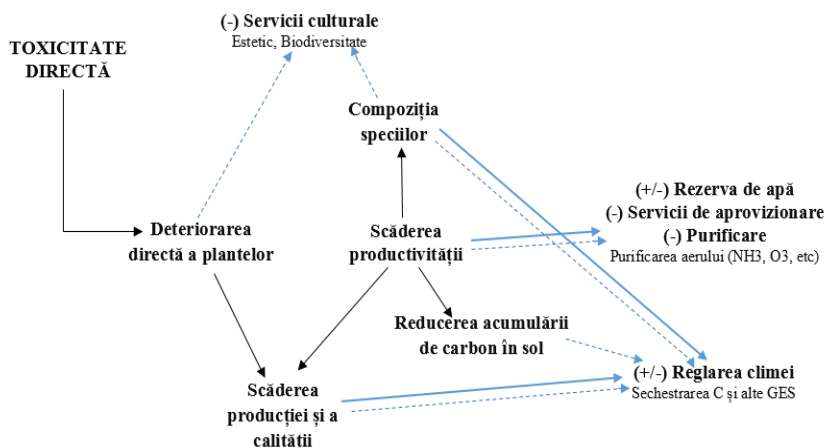 (-) Servicii culturale
Estetic, Biodiversitate
TOXICITATE
DIRECTĂ
Compoziția
speciilor
(+/-) Rezerva de apă
(-) Servicii de aprovizionare
(-) Purificare
Purificarea aerului (NH3, O3, etc)
Deteriorarea
directă a plantelor
Scăderea
productivității
Reducerea acumulării
de carbon în sol
(+/-) Reglarea climei
Sechestrarea C și alte GES
Scăderea
producției și a
calității